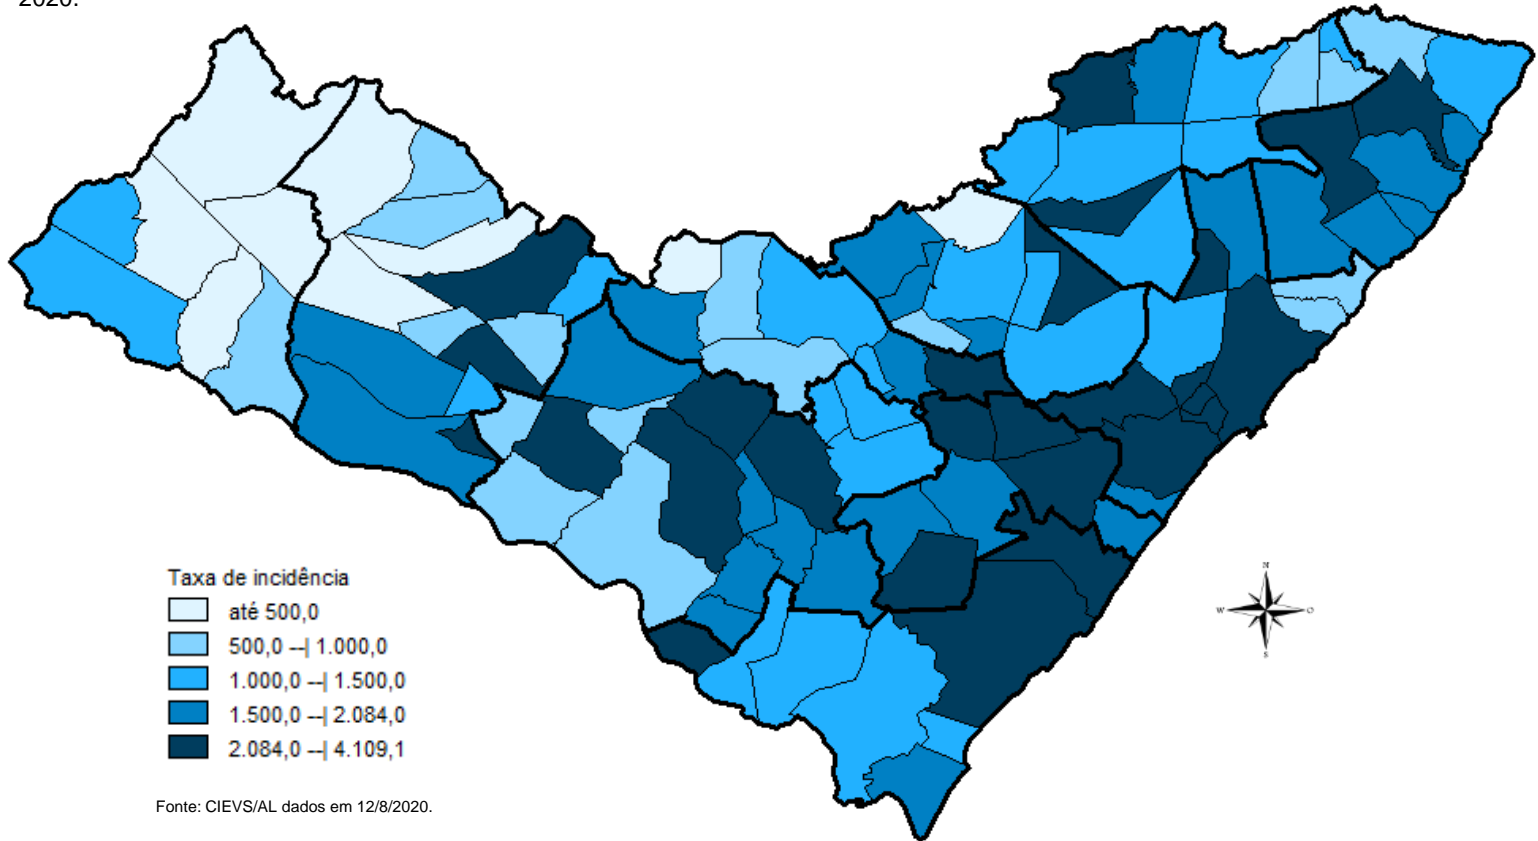 2020.
Taxa de incidência
até 500,0
500,0 --| 1.000,0
1.000,0 --| 1.500,0
1.500,0 --| 2.084,0
2.084,0 --| 4.109,1
Fonte: CIEVS/AL dados em 12/8/2020.
N
W O
S